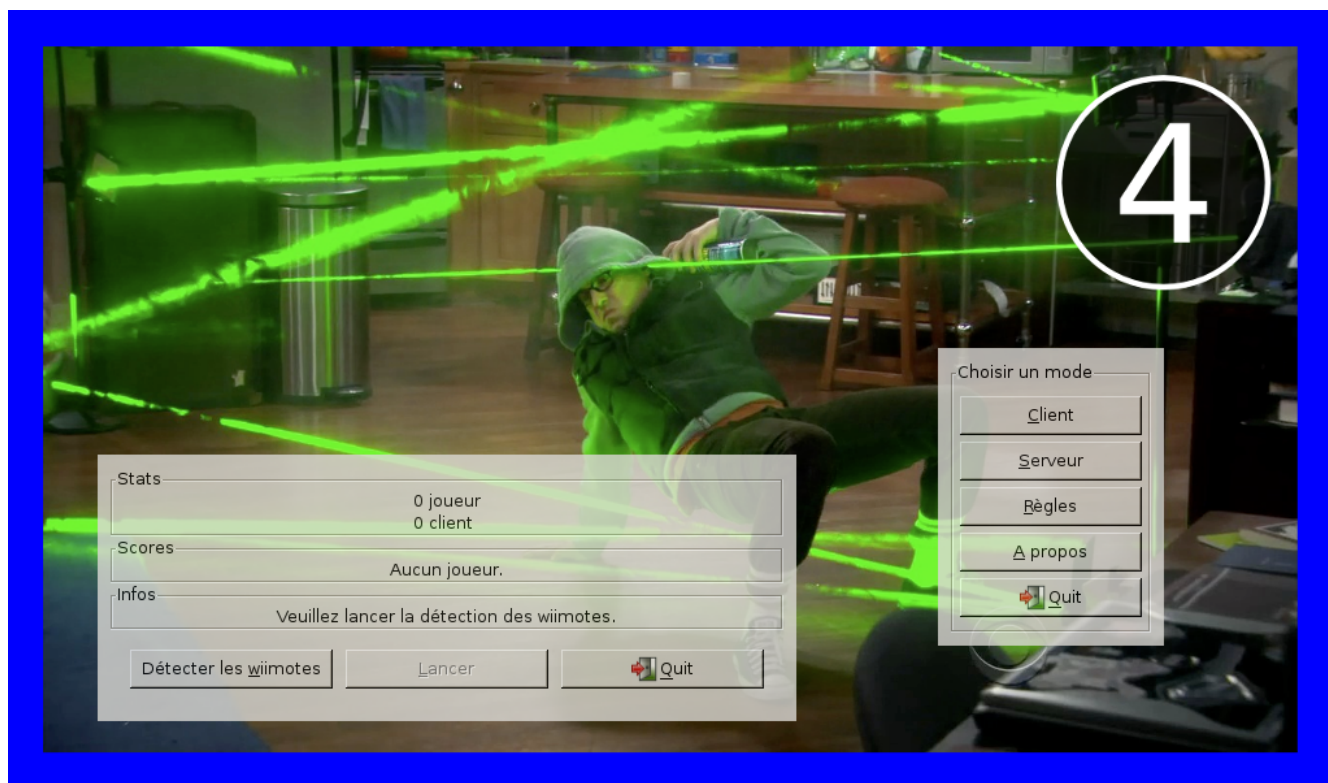 4
Choisir un mode
Client
Serveur
Règles
A propos
Quit
Stats
0 joueur
0 client
Scores
Aucun joueur.
Infos
Veuillez lancer la détection des wiimotes.
Détecter les wiimotes
Lancer
Quit